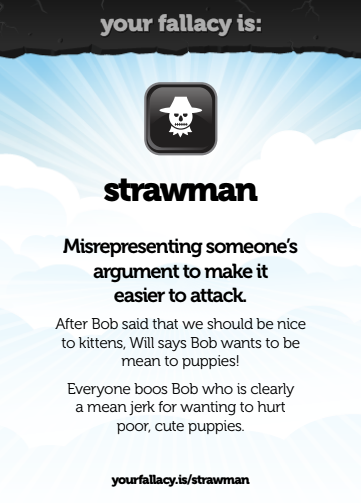 your fallacy is:
strawman
Misrepresenting someone's
argument to make it
easier to attack.
After Bob said that we should be nice
to kittens, Will says Bob wants to be
mean to puppies!
Everyone boos Bob who is clearly
a mean jerk for wanting to hurt
poor, cute puppies.
yourfallacy.is/strawman